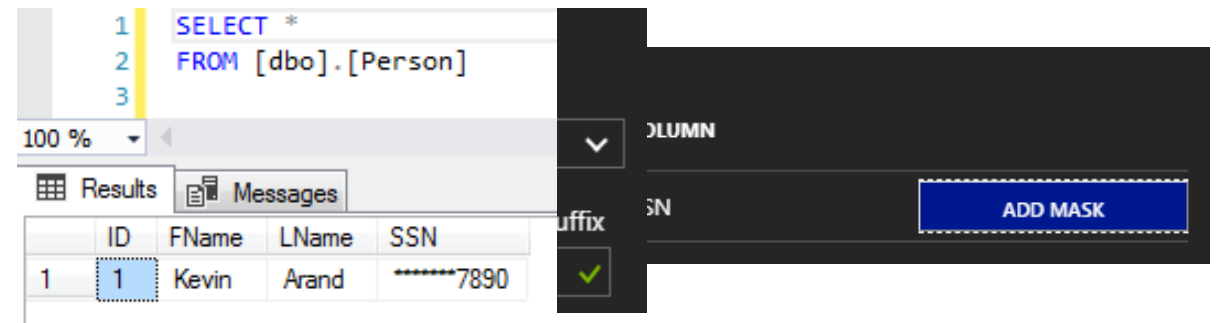 1 SELECT *
2 FROM [dbo].[Person]
3
100 %
Results Messages
ID FName LName SSN
1 1 Kevin Arand *******7890
uffix
OLUMN
SN ADD MASK